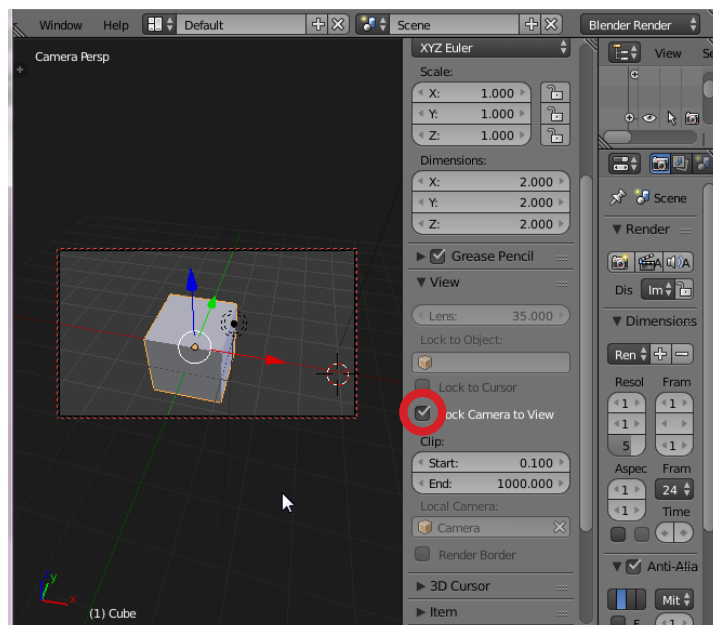 Window Help Default Scene Blender Render
Camera Persp
XYZ Euler
Scale:
X: 1.000
Y: 1.000
Z: 1.000
Dimensions:
X: 2.000
Y: 2.000
Z: 2.000
Grease Pencil
View
Lens: 35.000
Lock to Object:
Lock to Cursor
ock Camera to View
Clip:
Start: 0.100
End: 1000.000
Local Camera:
Camera
Render Border
3D Cursor
Item
y
x
(1) Cube
View Se
Scene
Render
Dis Im
Dimensions
Ren
Resol Fram
1 1
1
5 1
Aspec Fram
1 24
1 Time
Anti-Alia
Mit
F 1